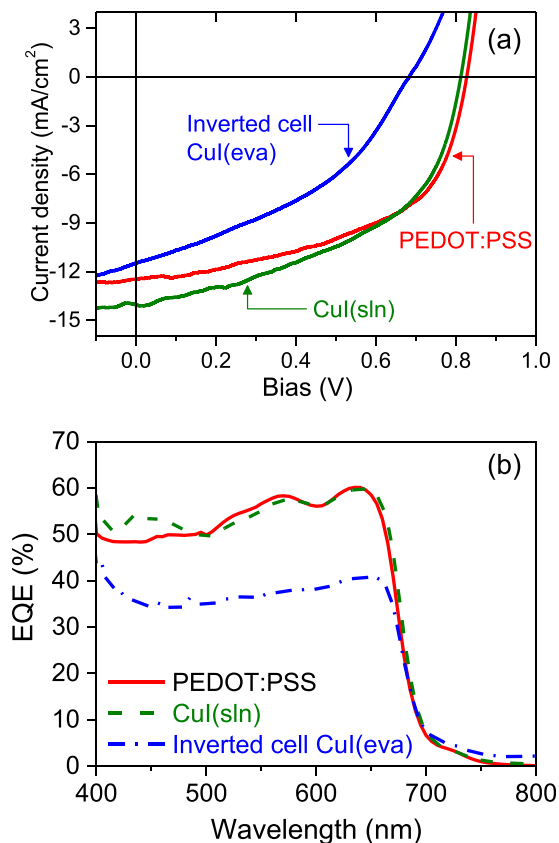 (a)
3
0
-3
-6
-9
-12
-15
Current density (mA/cm²)
Inverted cell
CuI(eva)
PEDOT:PSS
CuI(sln)
0.0 0.2 0.4 0.6 0.8 1.0
Bias (V)
(b)
70
60
50
40
30
20
10
0
EQE (%)
PEDOT:PSS
CuI(sln)
Inverted cell CuI(eva)
400 500 600 700 800
Wavelength (nm)